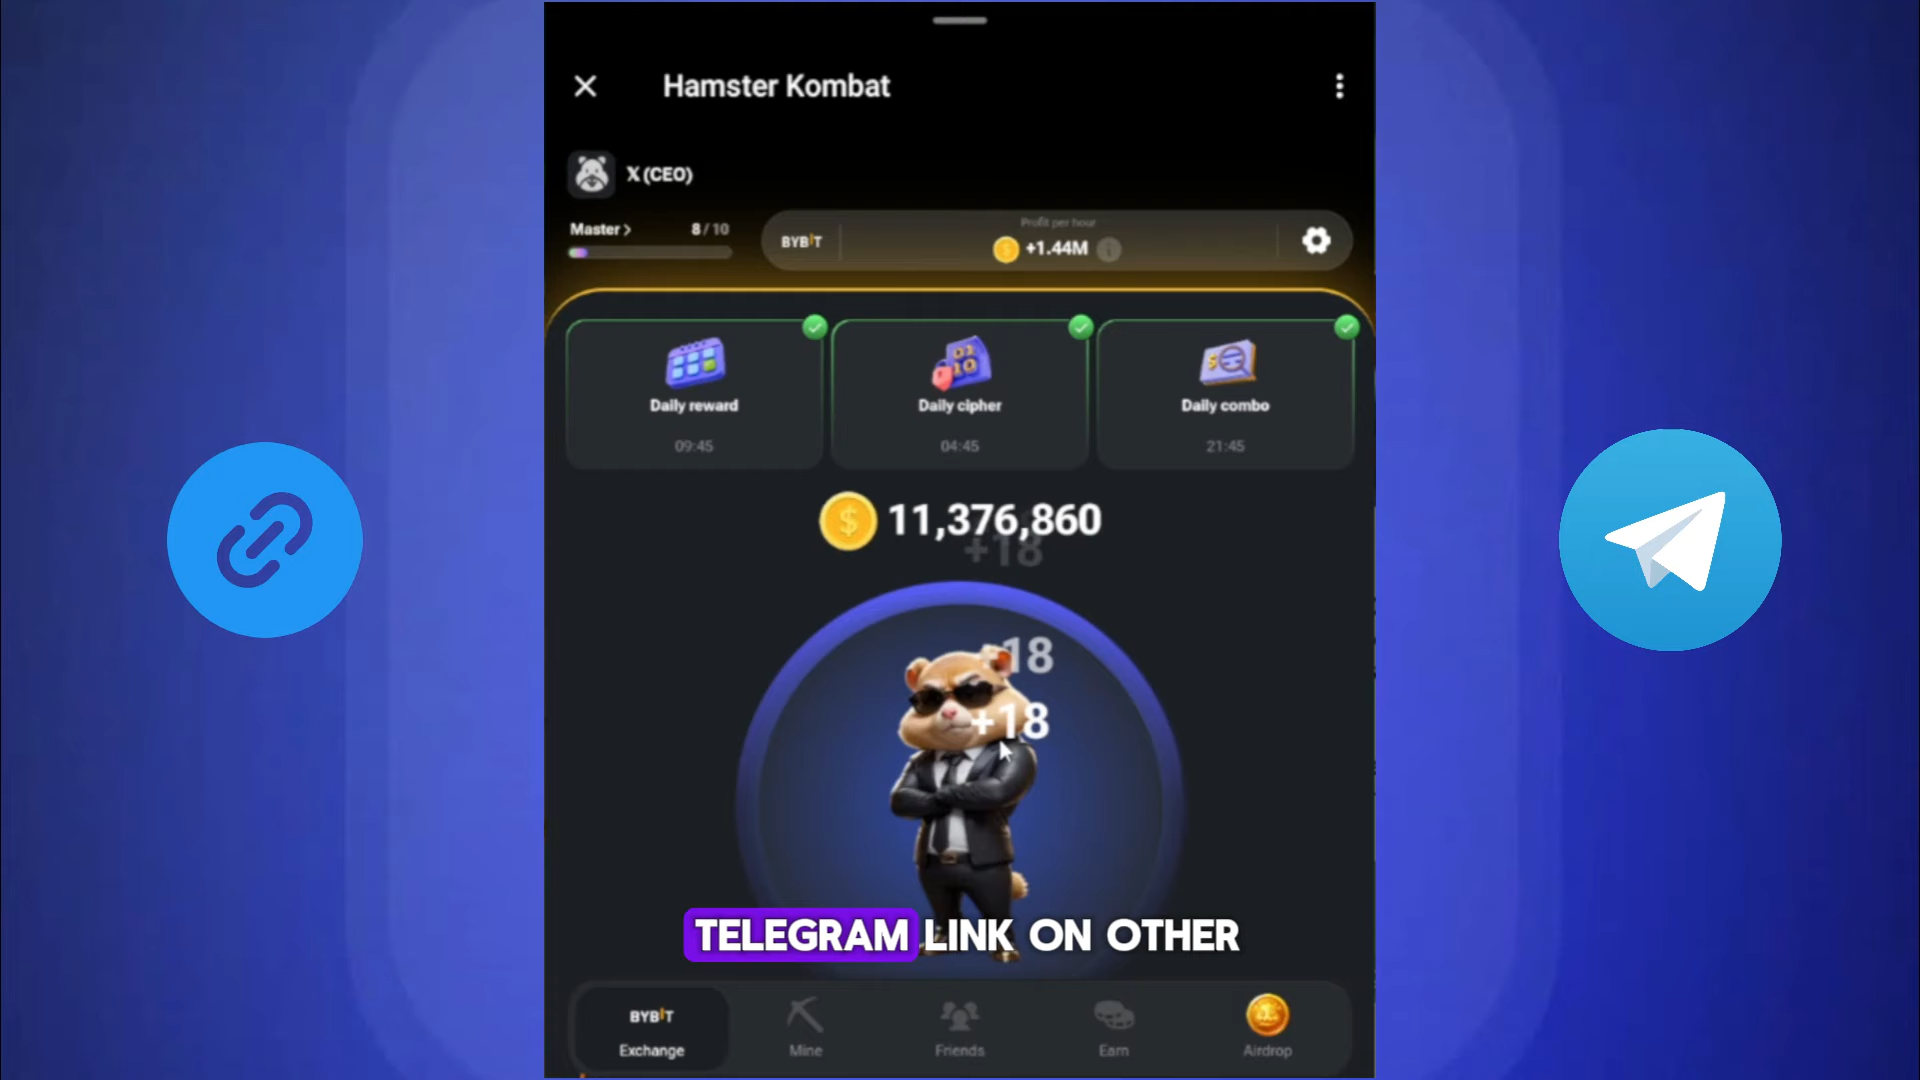 Hamster Kombat
X (CEO)
Master > 8/10
BYBIT
Profit per hour
+1.44M
Daily reward
09:45
Daily cipher
04:45
Daily combo
21:45
11,376,860
+18
+18
+18
TELEGRAM LINK ON OTHER
BYBIT
Exchange
Mine
Friends
Earn
Airdrop